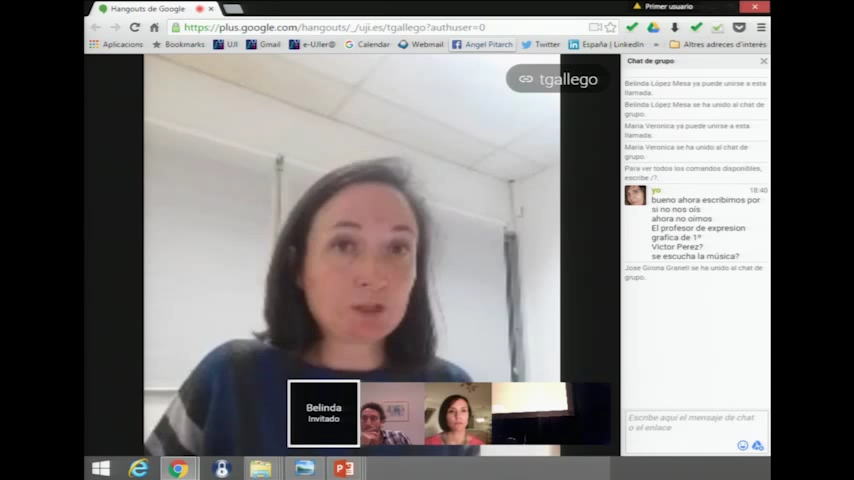 Hangouts de Google
Primer usuario
https://plus.google.com/hangouts/_/uji.es/tgallego?authuser=0
Aplicacions Bookmarks UJI Gmail e-UJIer@ Calendar Webmail Angel Pitarch Twitter España | LinkedIn » Altres adreces d'interès
tgallego
Belinda
Invitado
Chat de grupo
Belinda López Mesa ya puede unirse a esta
llamada.
Belinda López Mesa se ha unido al chat de
grupo.
Maria Veronica ya puede unirse a esta
llamada.
Maria Veronica se ha unido al chat de
grupo.
Para ver todos los comandos disponibles,
escribe /?.
yo 18:40
bueno ahora escribimos por
si no nos oís
ahora no oimos
El profesor de expresion
grafica de 1º
Victor Perez?
se escucha la música?
Jose Girona Granell se ha unido al chat de
grupo.
Escribe aquí el mensaje de chat
o el enlace